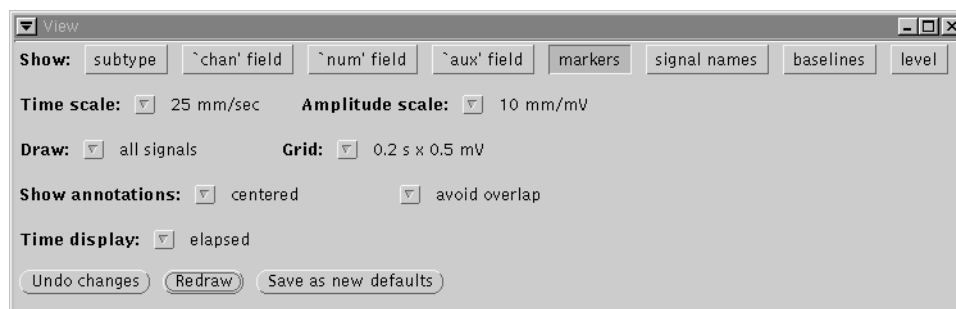 View
Show: subtype `chan' field `num' field `aux' field markers signal names baselines level
Time scale: 25 mm/sec Amplitude scale: 10 mm/mV
Draw: all signals Grid: 0.2 s x 0.5 mV
Show annotations: centered avoid overlap
Time display: elapsed
Undo changes Redraw Save as new defaults